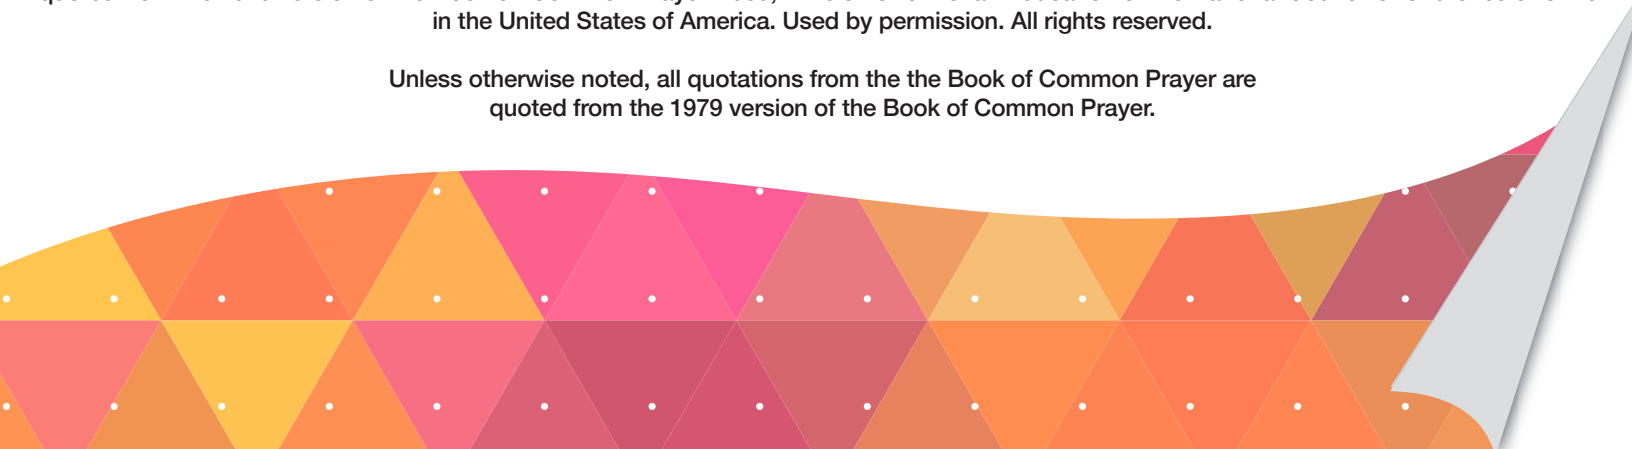 in the United States of America. Used by permission. All rights reserved.
Unless otherwise noted, all quotations from the the Book of Common Prayer are
quoted from the 1979 version of the Book of Common Prayer.